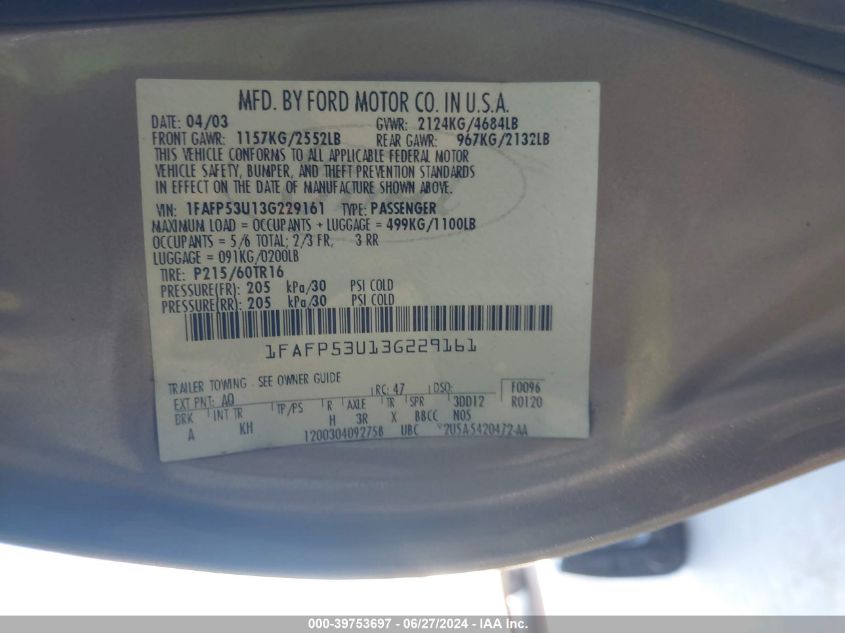 MFD. BY FORD MOTOR CO. IN U.S.A.
DATE: 04/03 GVWR: 2124KG/4684LB
FRONT GAWR: 1157KG/2552LB REAR GAWR: 967KG/2132LB
THIS VEHICLE CONFORMS TO ALL APPLICABLE FEDERAL MOTOR
VEHICLE SAFETY, BUMPER, AND THEFT PREVENTION STANDARDS
IN EFFECT ON THE DATE OF MANUFACTURE SHOWN ABOVE.
VIN: 1FAFP53U13G229161 TYPE: PASSENGER
MAXIMUM LOAD = OCCUPANTS + LUGGAGE = 499KG/1100LB
OCCUPANTS = 5/6 TOTAL; 2/3 FR, 3 RR
LUGGAGE = 091KG/0200LB
TIRE: P215/60TR16
PRESSURE(FR): 205 kPa/30 PSI COLD
PRESSURE(RR): 205 kPa/30 PSI COLD
1FAFP53U13G229161
TRAILER TOWING - SEE OWNER GUIDE
EXT PNT: AQ RC: 47 DSO: F0096
BRK INT TR TP/PS R AXLE TR SPR 3DD12 R0120
A KH H 3R X BBCC N05
1200304092758 UBC 2U5A5420472-AA
000-39753697 - 06/27/2024 - IAA Inc.